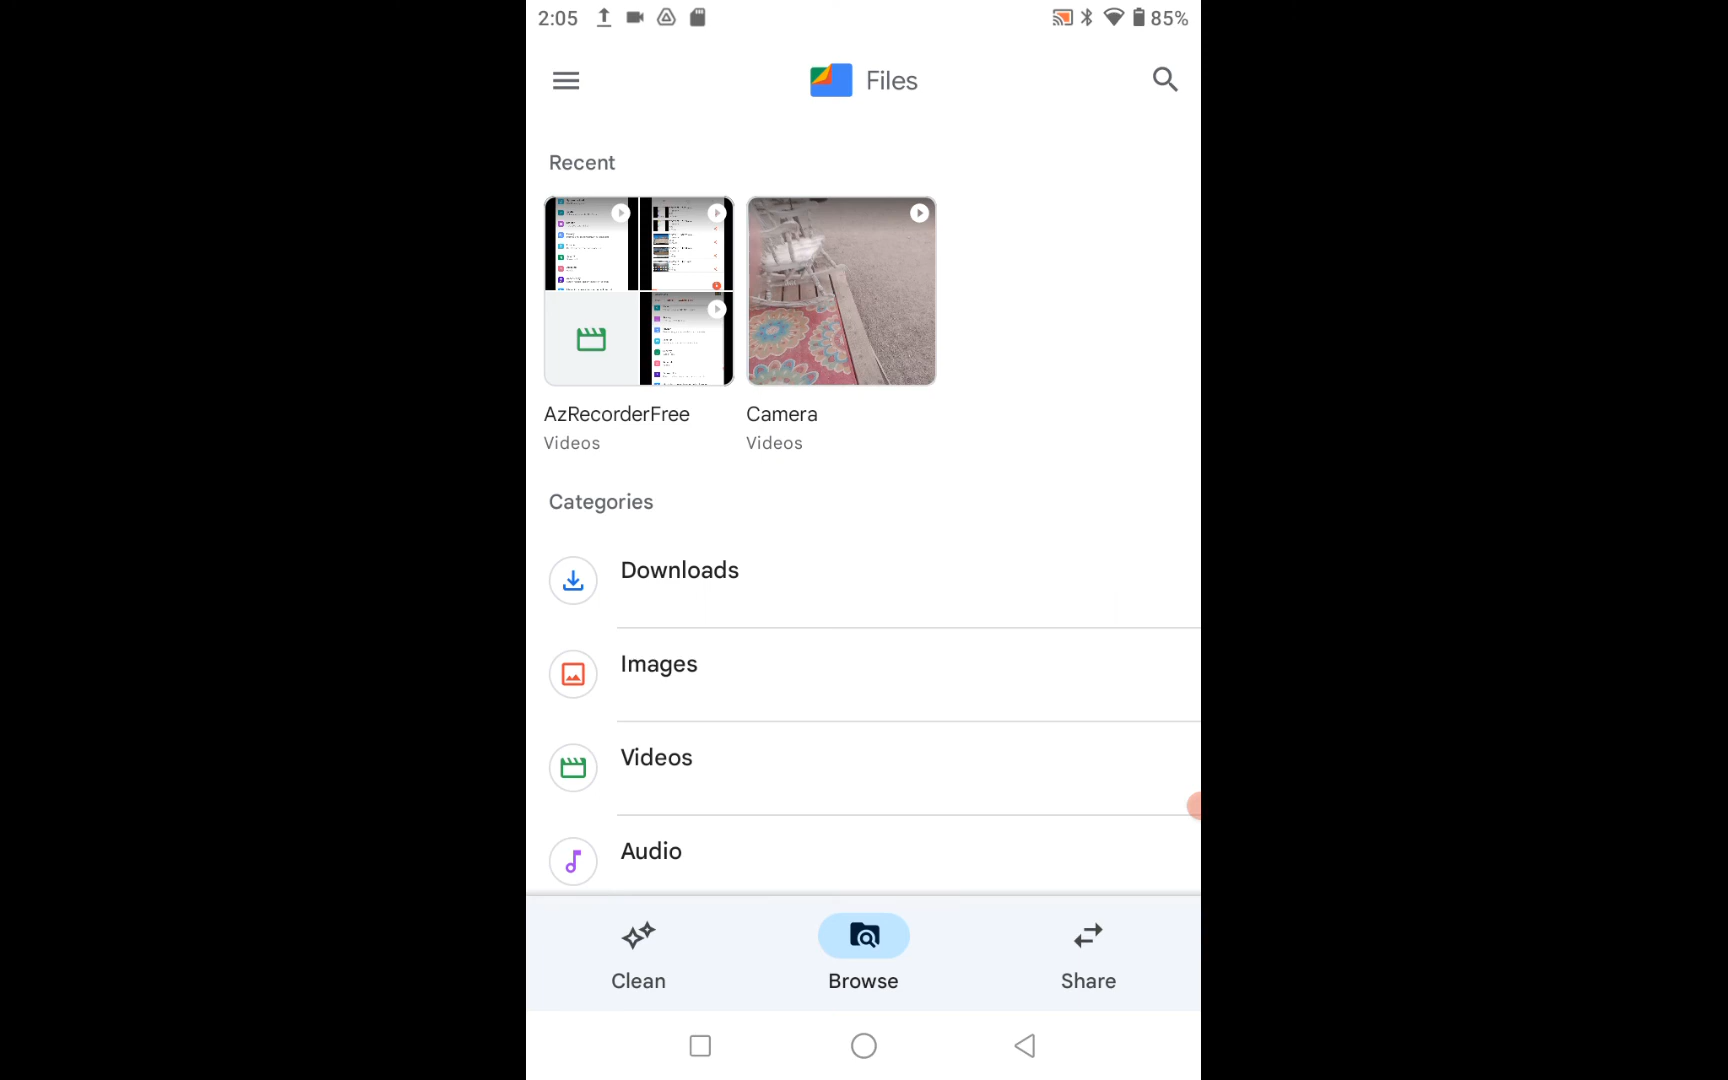 2:05
85%
Files
Recent
AzRecorderFree
Videos
Camera
Videos
Categories
Downloads
Images
Videos
Audio
Clean
Browse
Share